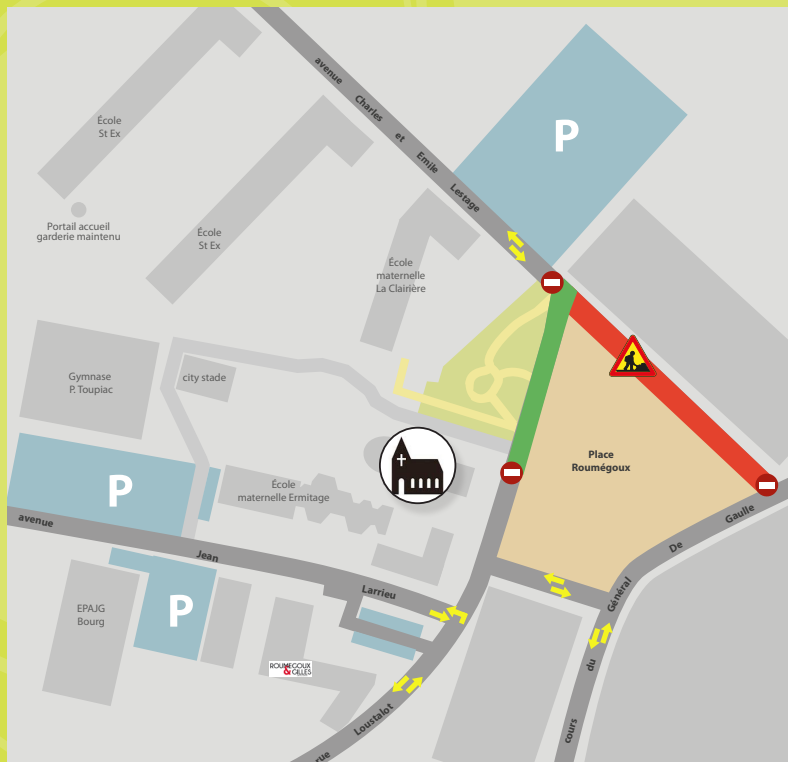 avenue Charles et Emile Lestage
P
École
St Ex
Portail accueil
garderie maintenu
École
St Ex
École
maternelle
La Clairière
Gymnase
P. Toupiac
city stade
Place
Roumégoux
P
École
maternelle Ermitage
avenue Jean Larrieu
cours du Général De Gaulle
EPAJG
Bourg
P
ROUMEGOUX
& GILLES
rue Loustalot